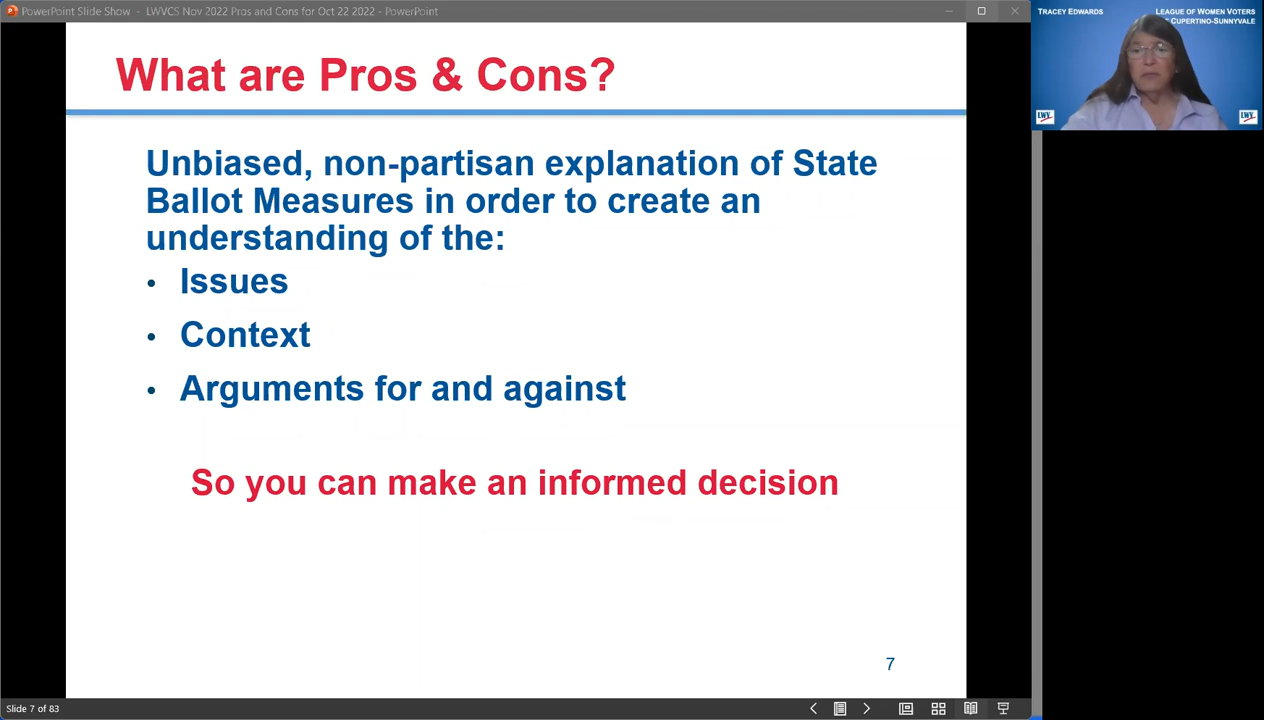 PowerPoint Slide Show - LWVCS Nov 2022 Pros and Cons for Oct 22 2022 - PowerPoint
TRACEY EDWARDS
LEAGUE OF WOMEN VOTERS
CUPERTINO-SUNNYVALE
What are Pros & Cons?
LWV
LWV
Unbiased, non-partisan explanation of State
Ballot Measures in order to create an
understanding of the:
• Issues
• Context
• Arguments for and against
So you can make an informed decision
7
Slide 7 of 83